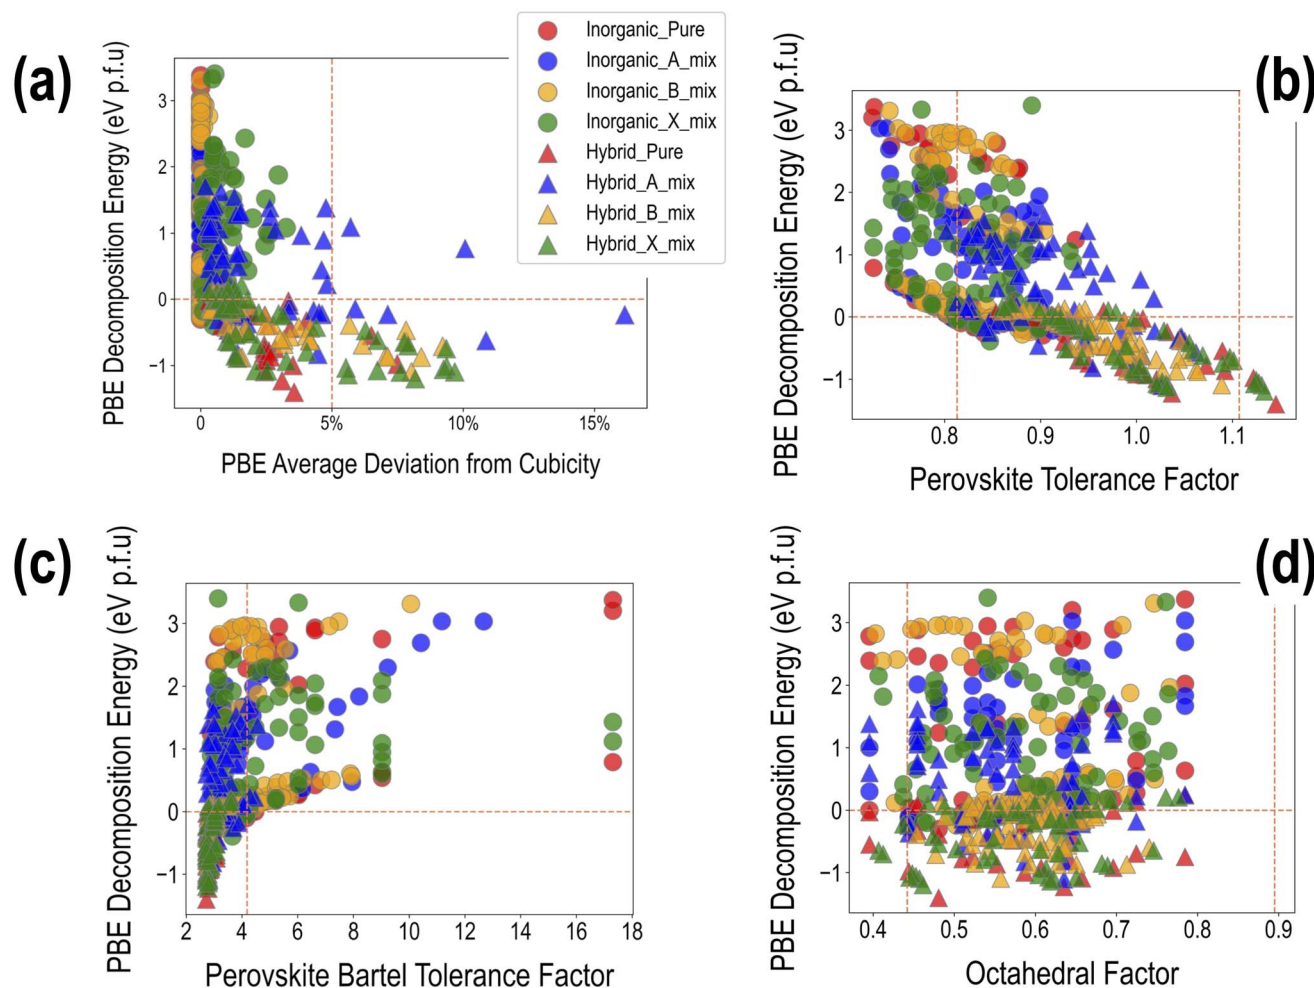 (a)
PBE Decomposition Energy (eV p.f.u)
3
2
1
0
−1
0
5%
10%
15%
PBE Average Deviation from Cubicity
Inorganic_Pure
Inorganic_A_mix
Inorganic_B_mix
Inorganic_X_mix
Hybrid_Pure
Hybrid_A_mix
Hybrid_B_mix
Hybrid_X_mix
(b)
PBE Decomposition Energy (eV p.f.u)
3
2
1
0
−1
0.8
0.9
1.0
1.1
Perovskite Tolerance Factor
(c)
PBE Decomposition Energy (eV p.f.u)
3
2
1
0
−1
2
4
6
8
10
12
14
16
18
Perovskite Bartel Tolerance Factor
(d)
PBE Decomposition Energy (eV p.f.u)
3
2
1
0
−1
0.4
0.5
0.6
0.7
0.8
0.9
Octahedral Factor